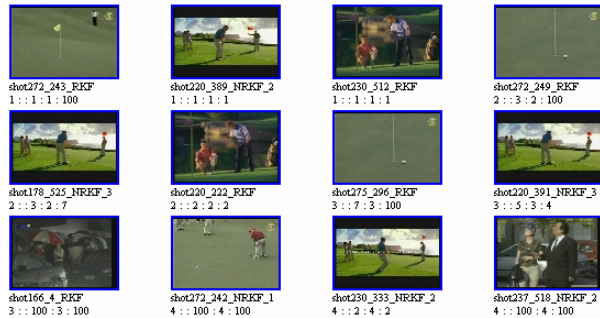 shot272_243_RKF
1 : : 1 : 1 : 100
shot220_389_NRKF_2
1 : : 1 : 1 : 1
shot230_512_RKF
1 : : 1 : 1 : 1
shot272_249_RKF
2 : : 3 : 2 : 100
shot178_525_NRKF_3
2 : : 3 : 2 : 7
shot220_222_RKF
2 : : 2 : 2 : 2
shot275_296_RKF
3 : : 7 : 3 : 100
shot220_391_NRKF_3
3 : : 5 : 3 : 4
shot166_4_RKF
3 : : 100 : 3 : 100
shot272_242_NRKF_1
4 : : 100 : 4 : 100
shot230_333_NRKF_2
4 : : 2 : 4 : 2
shot237_518_NRKF_2
4 : : 100 : 4 : 100